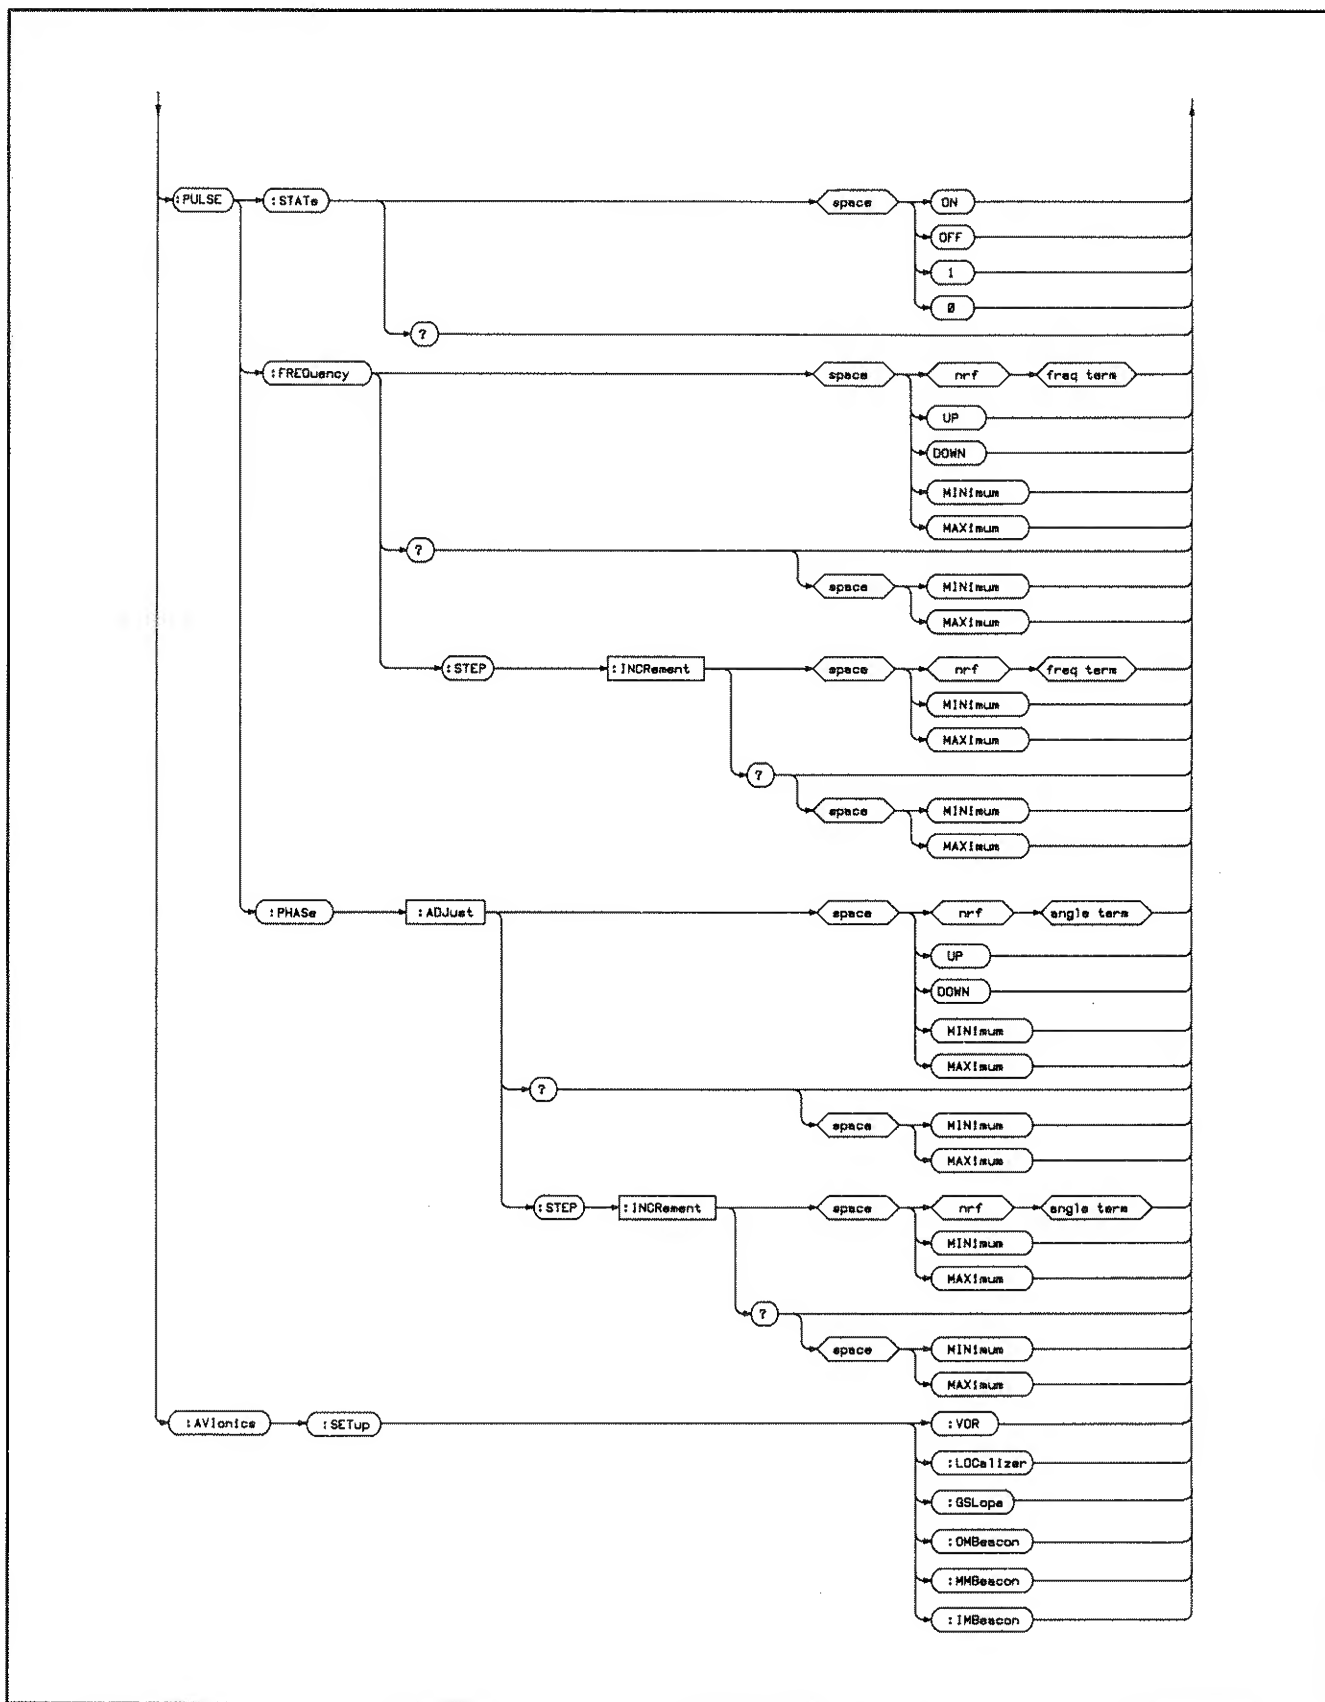 :PULSE :STATe space ON
OFF
1
0
?
:FREQuency space nrf freq term
UP
DOWN
MINimum
MAXimum
?
space MINimum
MAXimum
:STEP :INCRement space nrf freq term
MINimum
MAXimum
?
space MINimum
MAXimum
:PHASe :ADJust space nrf angle term
UP
DOWN
MINimum
MAXimum
?
space MINimum
MAXimum
:STEP :INCRement space nrf angle term
MINimum
MAXimum
?
space MINimum
MAXimum
:AVIonics :SETup :VOR
:LOCalizer
:GSLope
:OMBeacon
:MMBeacon
:IMBeacon